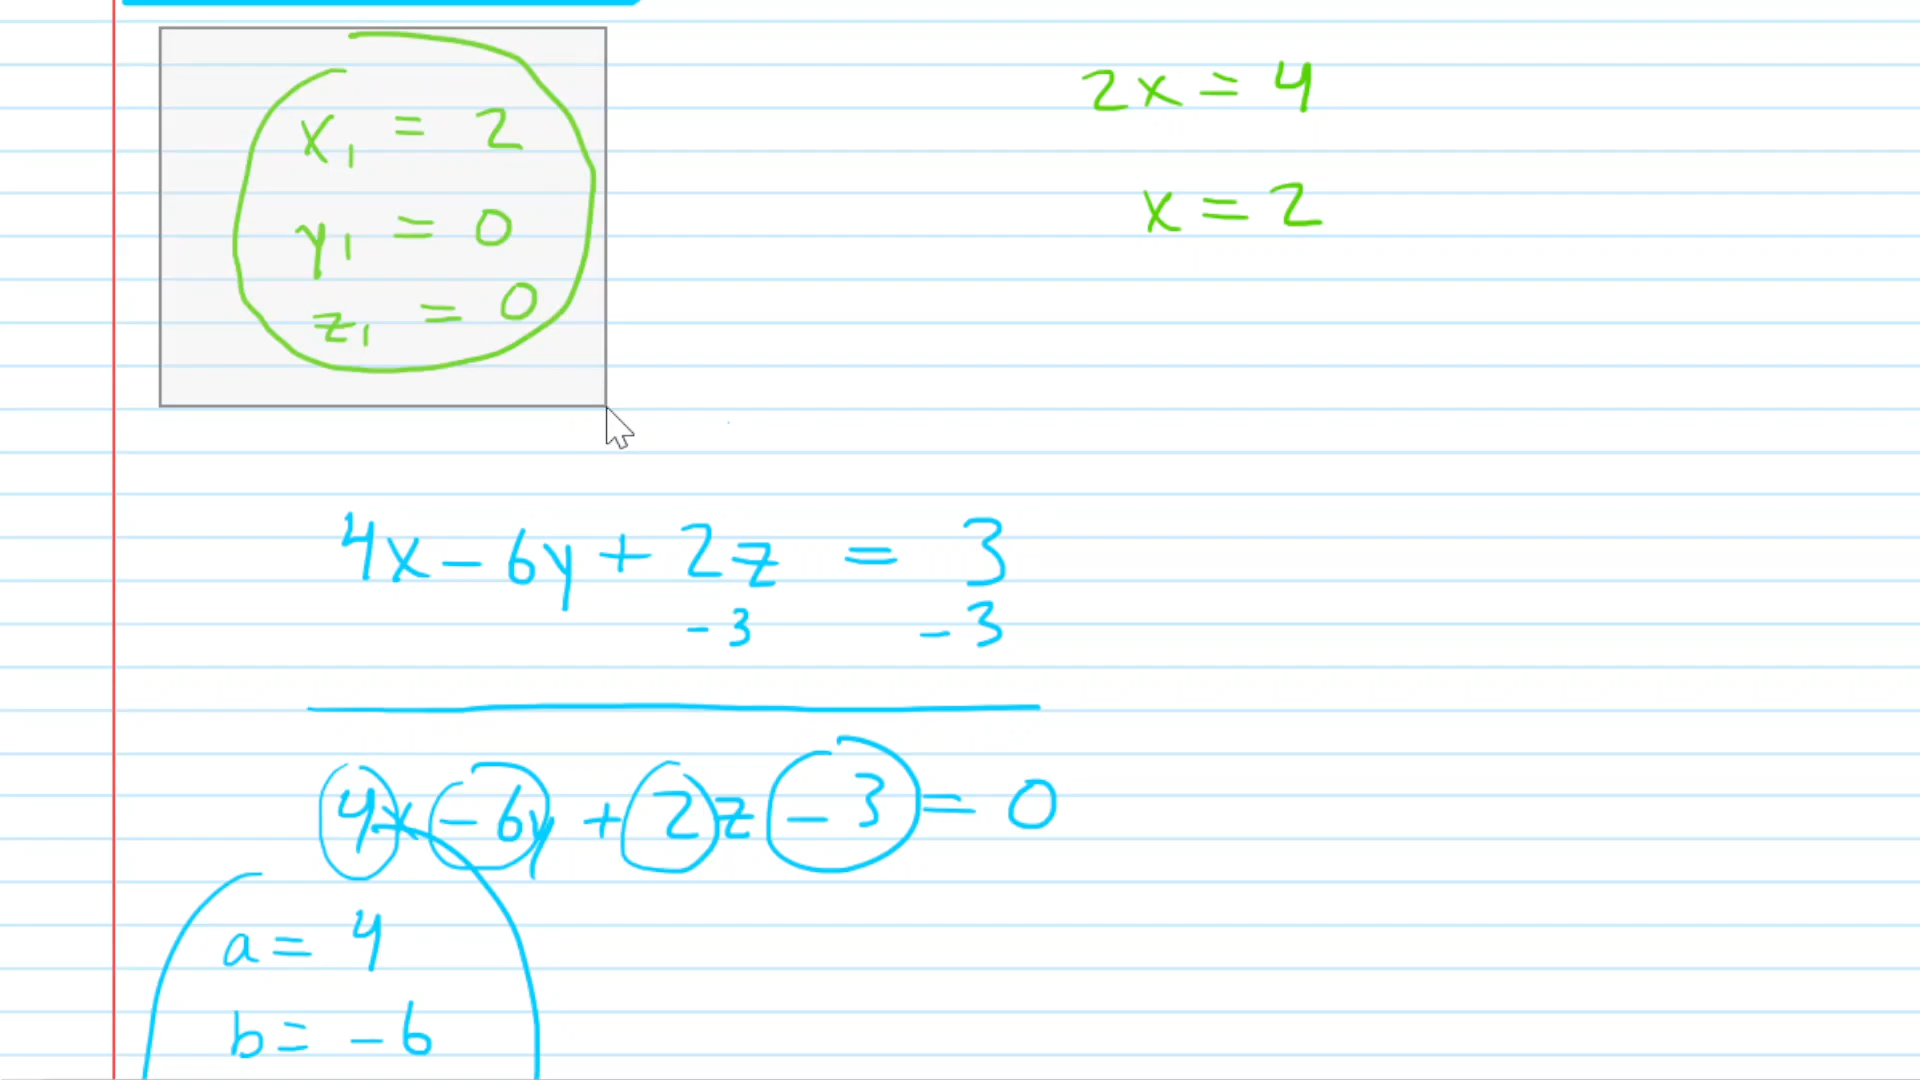 x₁ = 2
y₁ = 0
z₁ = 0
2x = 4
x = 2
4x - 6y + 2z = 3
-3 -3
4x - 6y + 2z - 3 = 0
a = 4
b = -6